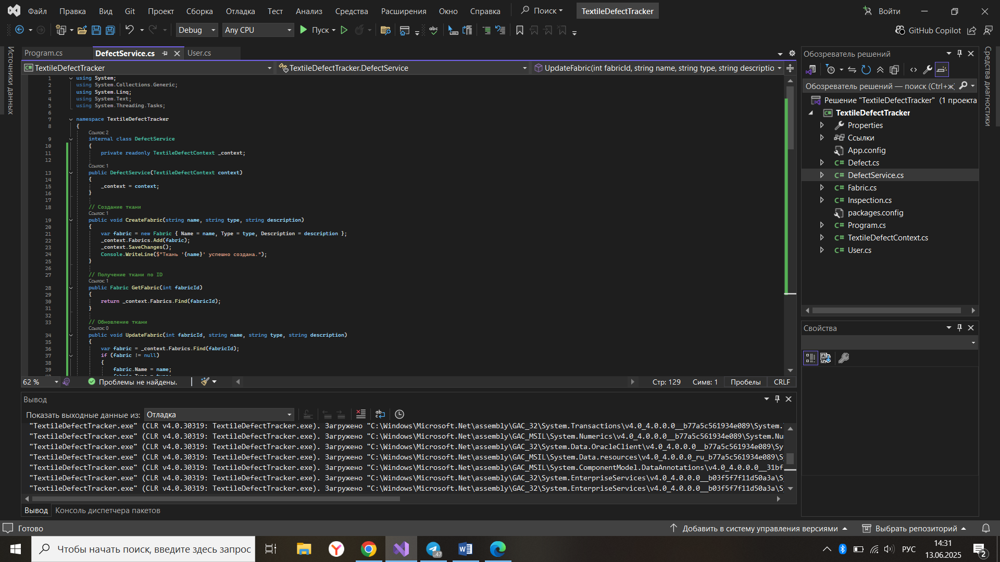 Файл Правка Вид Git Проект Сборка Отладка Тест Анализ Средства Расширения Окно Справка Поиск TextileDefectTracker Войти
Debug Any CPU Пуск GitHub Copilot
Источники данных
Program.cs DefectService.cs User.cs
TextileDefectTracker TextileDefectTracker.DefectService UpdateFabric(int fabricId, string name, string type, string descriptio
1 using System;
2 using System.Collections.Generic;
3 using System.Linq;
4 using System.Text;
5 using System.Threading.Tasks;
6
7 namespace TextileDefectTracker
8 {
Ссылок: 2
9 internal class DefectService
10 {
11 private readonly TextileDefectContext _context;
12
Ссылок: 1
13 public DefectService(TextileDefectContext context)
14 {
15 _context = context;
16 }
17
18 // Создание ткани
Ссылок: 1
19 public void CreateFabric(string name, string type, string description)
20 {
21 var fabric = new Fabric { Name = name, Type = type, Description = description };
22 _context.Fabrics.Add(fabric);
23 _context.SaveChanges();
24 Console.WriteLine($"Ткань '{name}' успешно создана.");
25 }
26
27 // Получение ткани по ID
Ссылок: 1
28 public Fabric GetFabric(int fabricId)
29 {
30 return _context.Fabrics.Find(fabricId);
31 }
32
33 // Обновление ткани
Ссылок: 0
34 public void UpdateFabric(int fabricId, string name, string type, string description)
35 {
36 var fabric = _context.Fabrics.Find(fabricId);
37 if (fabric != null)
38 {
39 fabric.Name = name;
62 % Проблемы не найдены. Стр: 129 Симв: 1 Пробелы CRLF
Вывод
Показать выходные данные из: Отладка
"TextileDefectTracker.exe" (CLR v4.0.30319: TextileDefectTracker.exe). Загружено "C:\Windows\Microsoft.Net\assembly\GAC_32\System.Transactions\v4.0_4.0.0.0__b77a5c561934e089\System.
"TextileDefectTracker.exe" (CLR v4.0.30319: TextileDefectTracker.exe). Загружено "C:\Windows\Microsoft.Net\assembly\GAC_MSIL\System.Numerics\v4.0_4.0.0.0__b77a5c561934e089\System.Nu
"TextileDefectTracker.exe" (CLR v4.0.30319: TextileDefectTracker.exe). Загружено "C:\Windows\Microsoft.Net\assembly\GAC_32\System.Data.OracleClient\v4.0_4.0.0.0__b77a5c561934e089\Sy
"TextileDefectTracker.exe" (CLR v4.0.30319: TextileDefectTracker.exe). Загружено "C:\Windows\Microsoft.Net\assembly\GAC_MSIL\System.Data.resources\v4.0_4.0.0.0_ru_b77a5c561934e089\S
"TextileDefectTracker.exe" (CLR v4.0.30319: TextileDefectTracker.exe). Загружено "C:\Windows\Microsoft.Net\assembly\GAC_MSIL\System.ComponentModel.DataAnnotations\v4.0_4.0.0.0__31bf
"TextileDefectTracker.exe" (CLR v4.0.30319: TextileDefectTracker.exe). Загружено "C:\Windows\Microsoft.Net\assembly\GAC_32\System.EnterpriseServices\v4.0_4.0.0.0__b03f5f7f11d50a3a\S
"TextileDefectTracker.exe" (CLR v4.0.30319: TextileDefectTracker.exe). Загружено "C:\Windows\Microsoft.Net\assembly\GAC_32\System.EnterpriseServices\v4.0_4.0.0.0__b03f5f7f11d50a3a\S
Вывод Консоль диспетчера пакетов
Обозреватель решений
Обозреватель решений — поиск (Ctrl+ж)
Решение "TextileDefectTracker" (1 проекта
TextileDefectTracker
Properties
Ссылки
App.config
Defect.cs
DefectService.cs
Fabric.cs
Inspection.cs
packages.config
Program.cs
TextileDefectContext.cs
User.cs
Свойства
Средства диагностики
Готово Добавить в систему управления версиями Выбрать репозиторий
Чтобы начать поиск, введите здесь запрос 47 РУС 14:31
13.06.2025 2